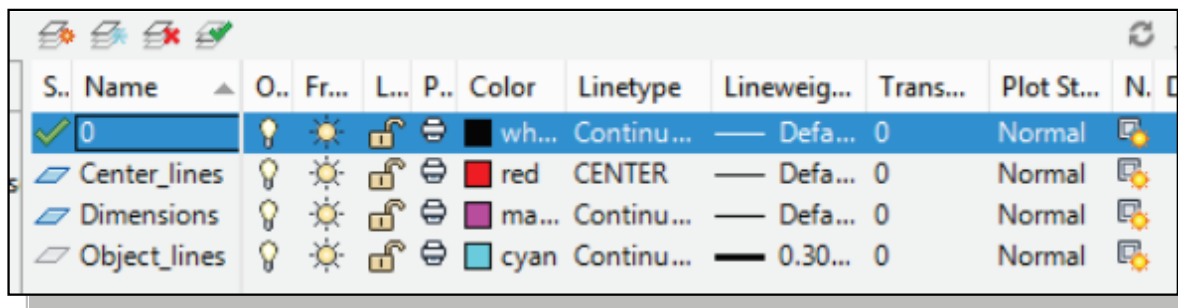 S.. Name O.. Fr... L... P.. Color Linetype Lineweig... Trans... Plot St... N.
0 wh... Continu... Defa... 0 Normal
s Center_lines red CENTER Defa... 0 Normal
Dimensions ma... Continu... Defa... 0 Normal
Object_lines cyan Continu... 0.30... 0 Normal